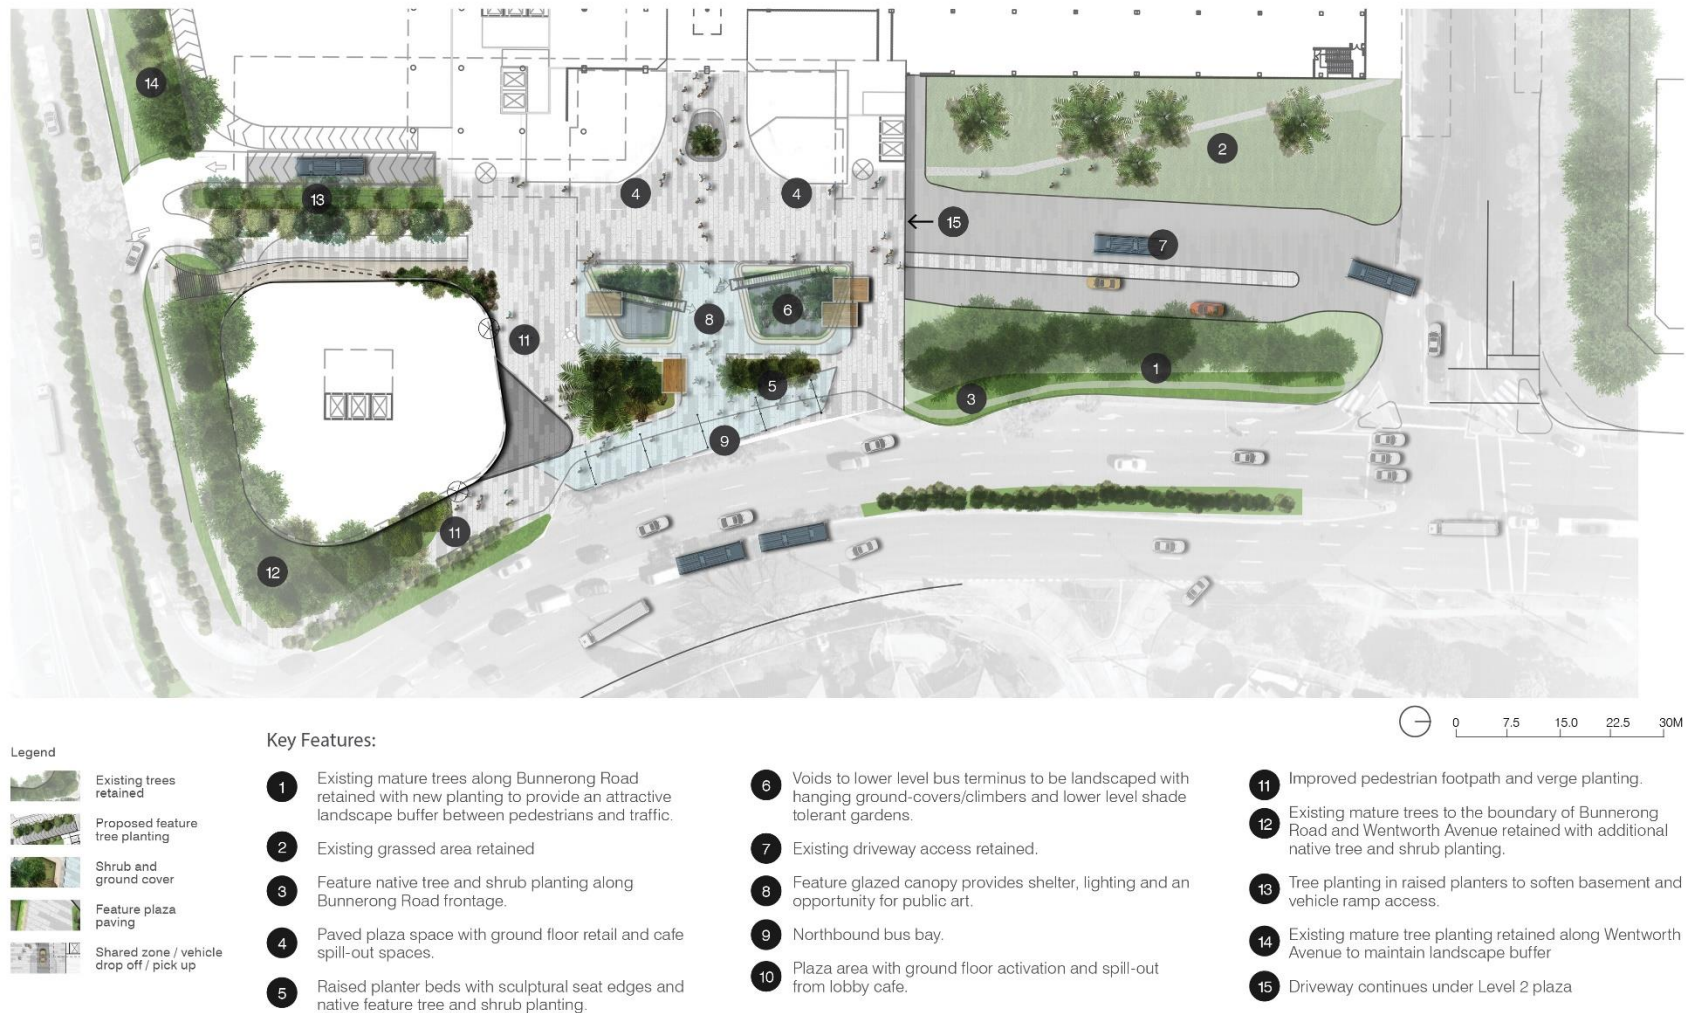 14
13
4
4
2
15
7
6
8
11
5
1
3
9
11
12
0 7.5 15.0 22.5 30M
Legend
Existing trees
retained
Proposed feature
tree planting
Shrub and
ground cover
Feature plaza
paving
Shared zone / vehicle
drop off / pick up
Key Features:
1 Existing mature trees along Bunnerong Road
retained with new planting to provide an attractive
landscape buffer between pedestrians and traffic.
2 Existing grassed area retained
3 Feature native tree and shrub planting along
Bunnerong Road frontage.
4 Paved plaza space with ground floor retail and cafe
spill-out spaces.
5 Raised planter beds with sculptural seat edges and
native feature tree and shrub planting.
6 Voids to lower level bus terminus to be landscaped with
hanging ground-covers/climbers and lower level shade
tolerant gardens.
7 Existing driveway access retained.
8 Feature glazed canopy provides shelter, lighting and an
opportunity for public art.
9 Northbound bus bay.
10 Plaza area with ground floor activation and spill-out
from lobby cafe.
11 Improved pedestrian footpath and verge planting.
12 Existing mature trees to the boundary of Bunnerong
Road and Wentworth Avenue retained with additional
native tree and shrub planting.
13 Tree planting in raised planters to soften basement and
vehicle ramp access.
14 Existing mature tree planting retained along Wentworth
Avenue to maintain landscape buffer
15 Driveway continues under Level 2 plaza